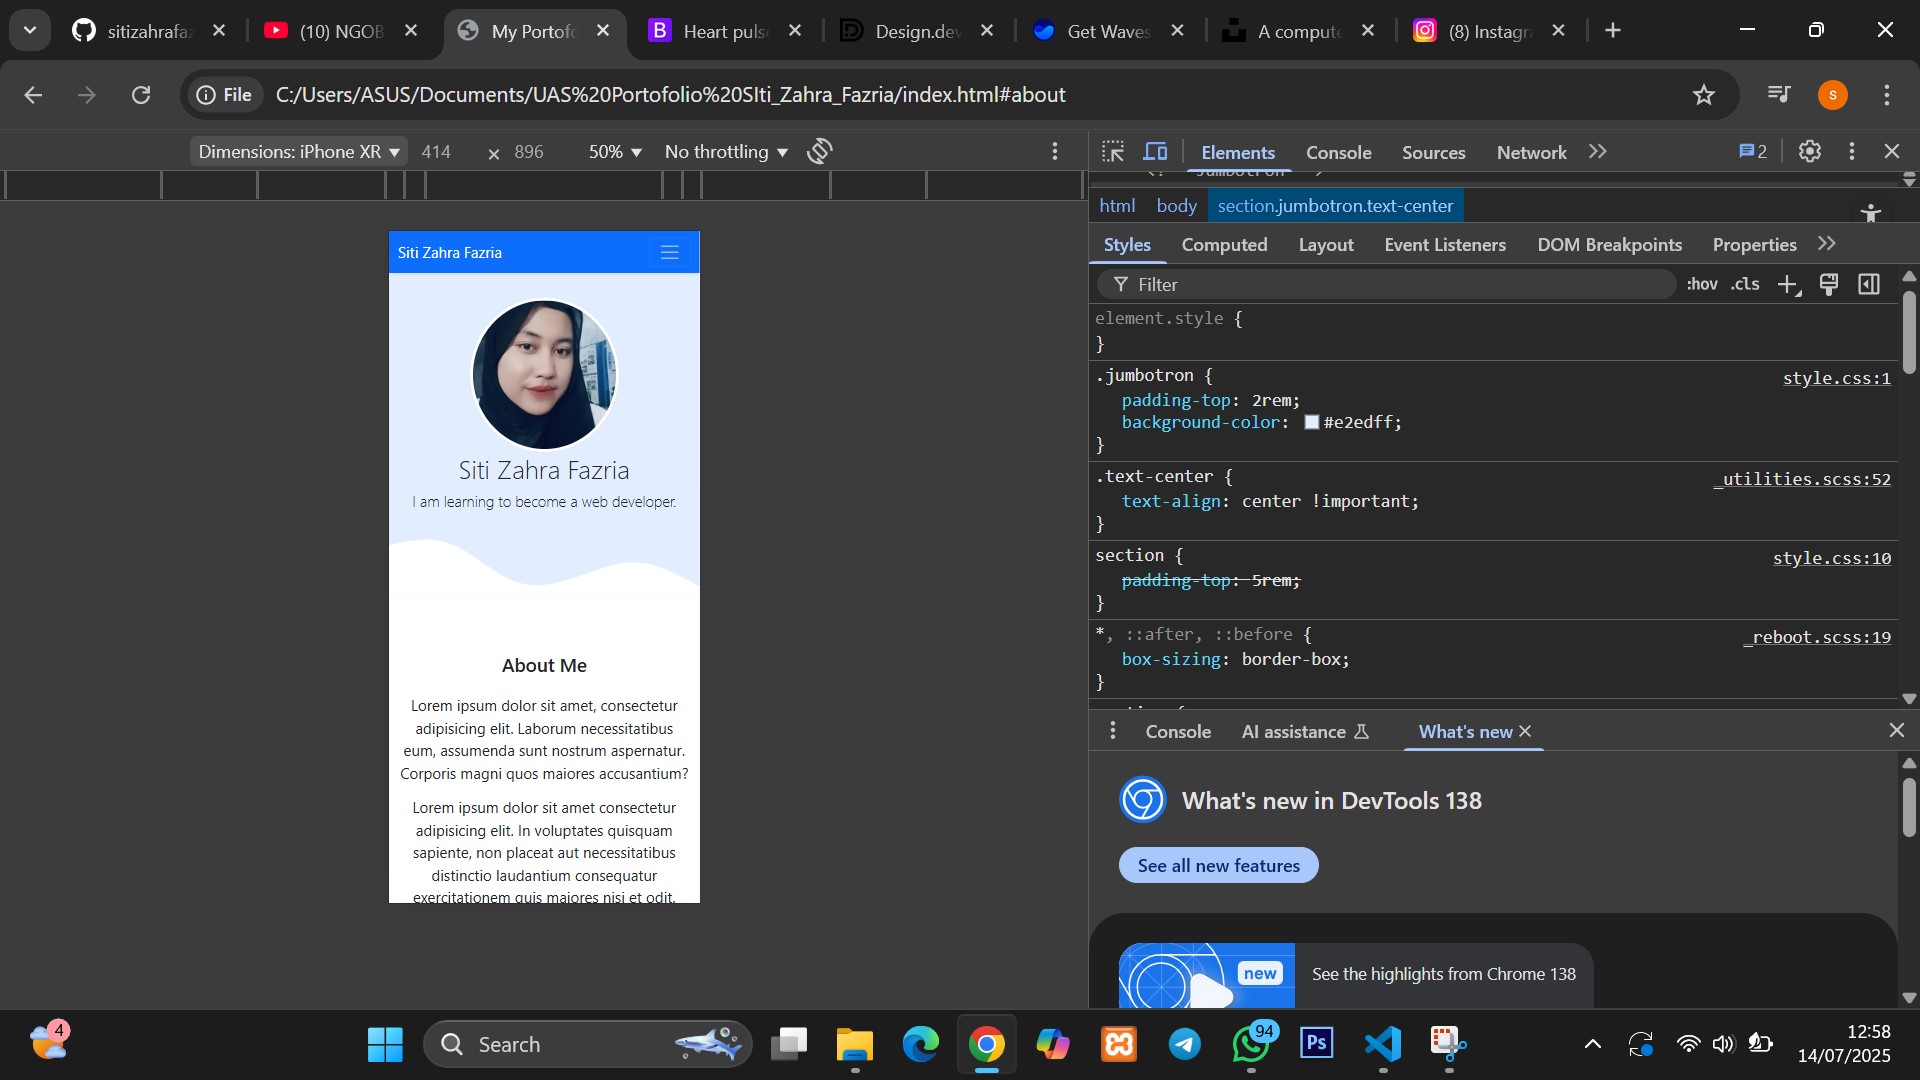 sitizahrafaz
(10) NGOB
My Portofo
B
Heart puls
Design.dev
Get Waves
A compute
(8) Instagr
File
C:/Users/ASUS/Documents/UAS%20Portofolio%20SIti_Zahra_Fazria/index.html#about
s
Dimensions: iPhone XR
414
×
896
50%
No throttling
Elements
Console
Sources
Network
2
html
body
section.jumbotron.text-center
Styles
Computed
Layout
Event Listeners
DOM Breakpoints
Properties
Filter
:hov
.cls
element.style {
}
.jumbotron {
style.css:1
padding-top: 2rem;
background-color: #e2edff;
}
.text-center {
_utilities.scss:52
text-align: center !important;
}
section {
style.css:10
padding-top: 5rem;
}
*, ::after, ::before {
_reboot.scss:19
box-sizing: border-box;
}
Siti Zahra Fazria
Siti Zahra Fazria
I am learning to become a web developer.
About Me
Lorem ipsum dolor sit amet, consectetur
adipisicing elit. Laborum necessitatibus
eum, assumenda sunt nostrum aspernatur.
Corporis magni quos maiores accusantium?
Lorem ipsum dolor sit amet consectetur
adipisicing elit. In voluptates quisquam
sapiente, non placeat aut necessitatibus
distinctio laudantium consequatur
exercitationem quis maiores nisi et odit.
Console
AI assistance
What's new
What's new in DevTools 138
See all new features
new
See the highlights from Chrome 138
4
Search
94
Ps
12:58
14/07/2025